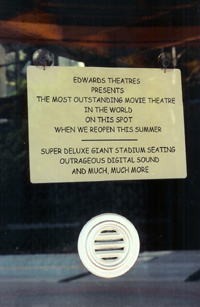 EDWARDS THEATRES
PRESENTS
THE MOST OUTSTANDING MOVIE THEATRE
IN THE WORLD
ON THIS SPOT
WHEN WE REOPEN THIS SUMMER
SUPER DELUXE GIANT STADIUM SEATING
OUTRAGEOUS DIGITAL SOUND
AND MUCH, MUCH MORE